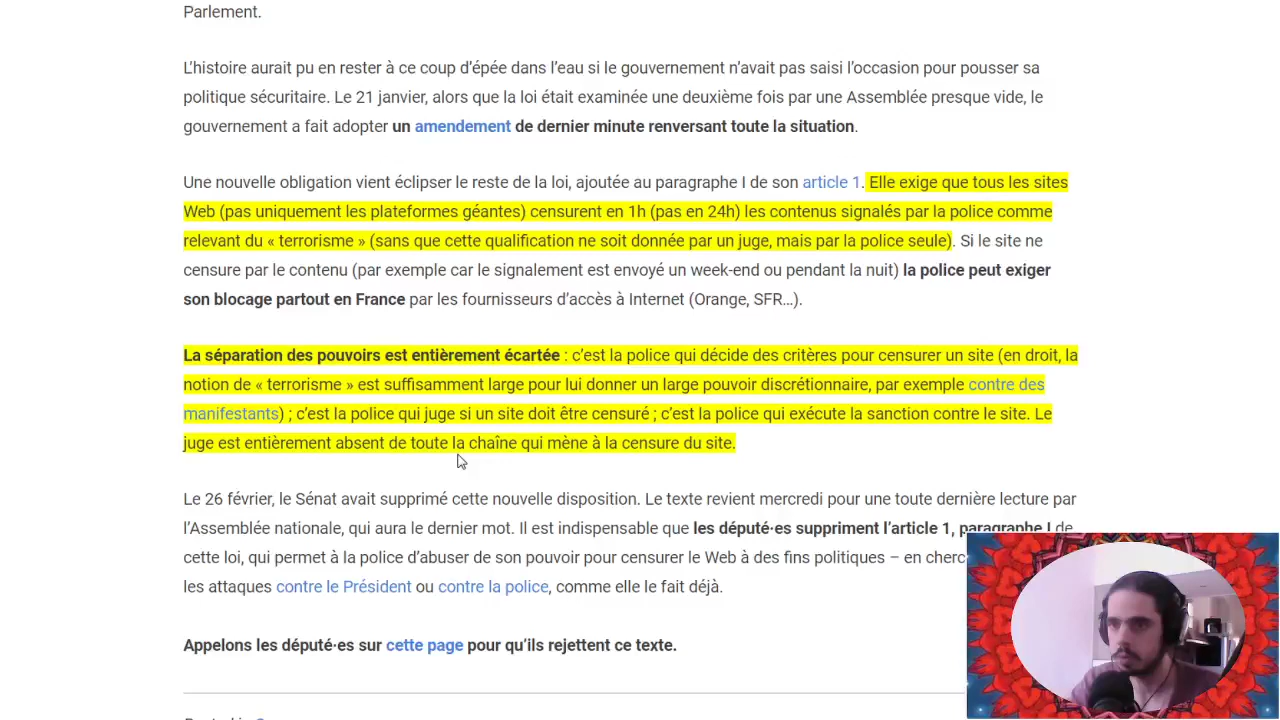 Parlement.
L’histoire aurait pu en rester à ce coup d’épée dans l’eau si le gouvernement n’avait pas saisi l’occasion pour pousser sa
politique sécuritaire. Le 21 janvier, alors que la loi était examinée une deuxième fois par une Assemblée presque vide, le
gouvernement a fait adopter un amendement de dernier minute renversant toute la situation.
Une nouvelle obligation vient éclipser le reste de la loi, ajoutée au paragraphe I de son article 1. Elle exige que tous les sites
Web (pas uniquement les plateformes géantes) censurent en 1h (pas en 24h) les contenus signalés par la police comme
relevant du « terrorisme » (sans que cette qualification ne soit donnée par un juge, mais par la police seule). Si le site ne
censure par le contenu (par exemple car le signalement est envoyé un week-end ou pendant la nuit) la police peut exiger
son blocage partout en France par les fournisseurs d’accès à Internet (Orange, SFR…).
La séparation des pouvoirs est entièrement écartée : c’est la police qui décide des critères pour censurer un site (en droit, la
notion de « terrorisme » est suffisamment large pour lui donner un large pouvoir discrétionnaire, par exemple contre des
manifestants) ; c’est la police qui juge si un site doit être censuré ; c’est la police qui exécute la sanction contre le site. Le
juge est entièrement absent de toute la chaîne qui mène à la censure du site.
Le 26 février, le Sénat avait supprimé cette nouvelle disposition. Le texte revient mercredi pour une toute dernière lecture par
l’Assemblée nationale, qui aura le dernier mot. Il est indispensable que les député·es suppriment l’article 1, paragraphe I de
cette loi, qui permet à la police d’abuser de son pouvoir pour censurer le Web à des fins politiques – en cherc
les attaques contre le Président ou contre la police, comme elle le fait déjà.
Appelons les député·es sur cette page pour qu’ils rejettent ce texte.